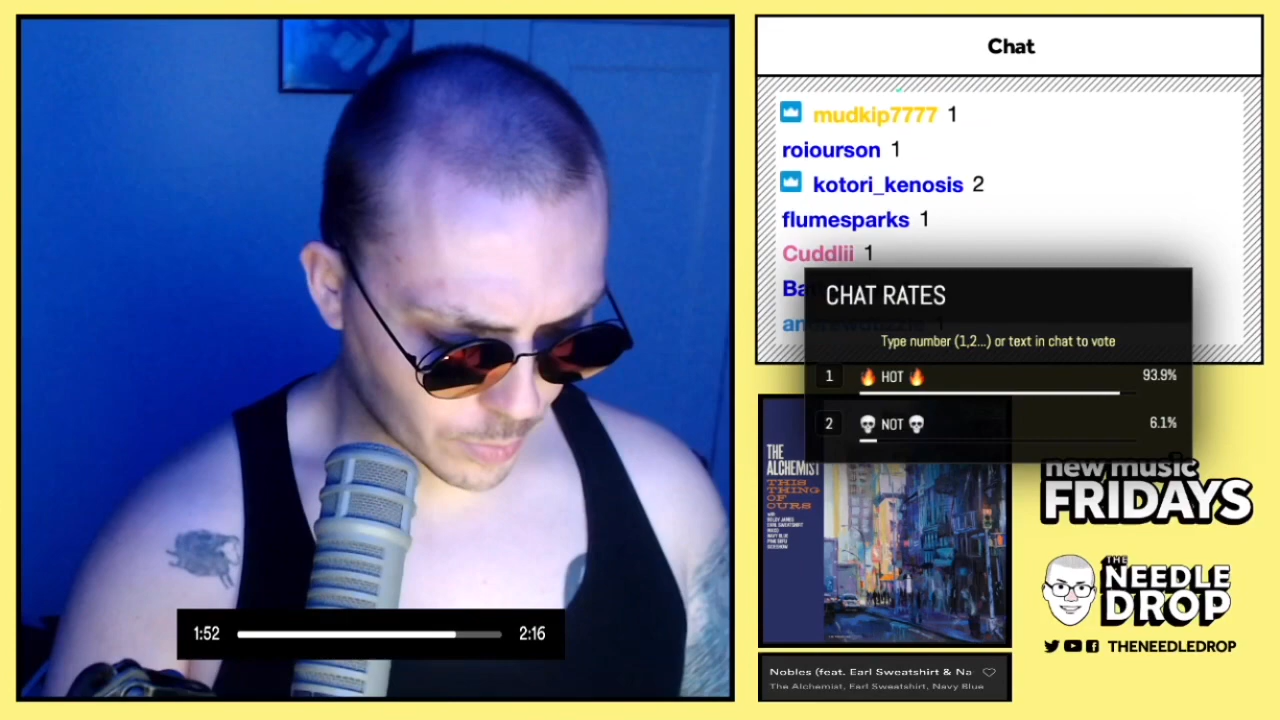 Chat
mudkip7777 1
roiourson 1
kotori_kenosis 2
flumesparks 1
Cuddlii 1
CHAT RATES
Type number (1,2...) or text in chat to vote
1 🔥 HOT 🔥 93.9%
2 💀 NOT 💀 6.1%
THE
ALCHEMIST
THIS
THING
OF
OURS
new music
FRIDAYS
THE
NEEDLE
DROP
THENEEDLEDROP
1:52 2:16
Nobles (feat. Earl Sweatshirt & Na
The Alchemist, Earl Sweatshirt, Navy Blue